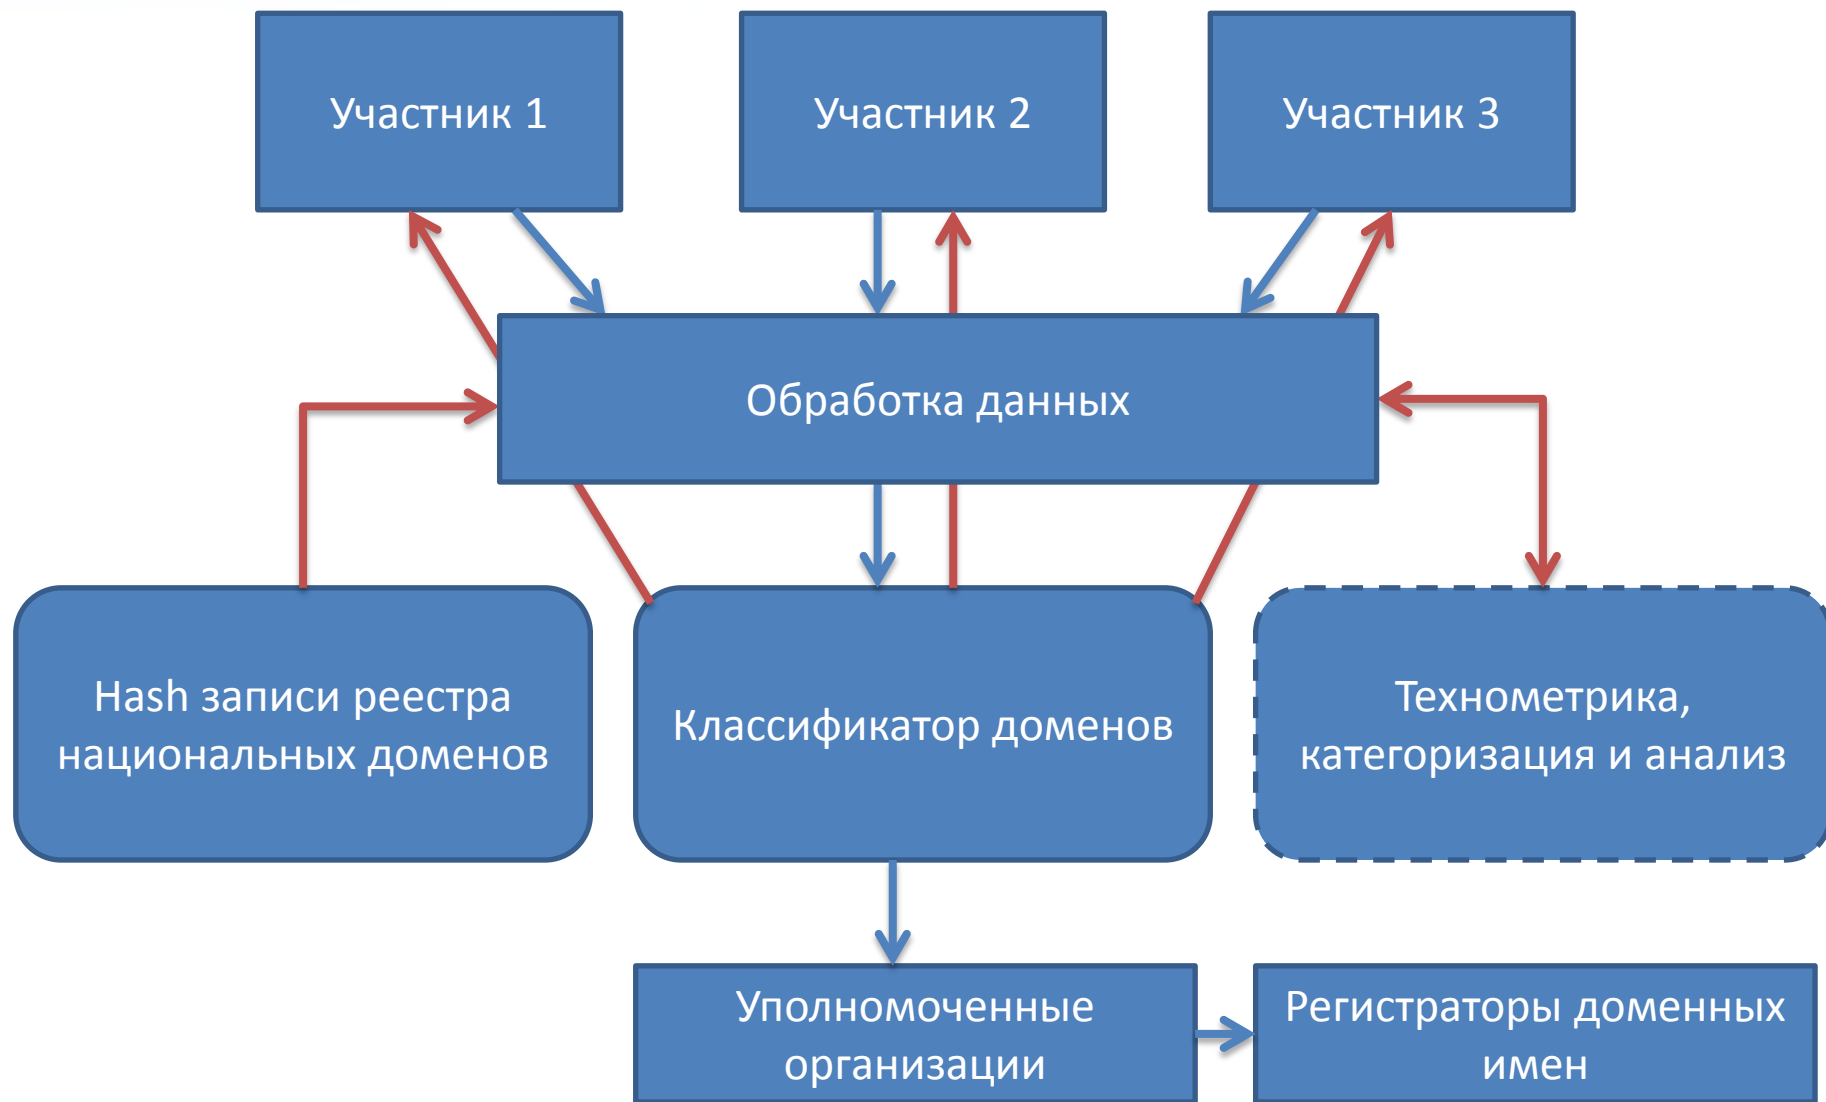 Участник 1
Участник 2
Участник 3
Обработка данных
Hash записи реестра
национальных доменов
Классификатор доменов
Технометрика,
категоризация и анализ
Уполномоченные
организации
Регистраторы доменных
имен